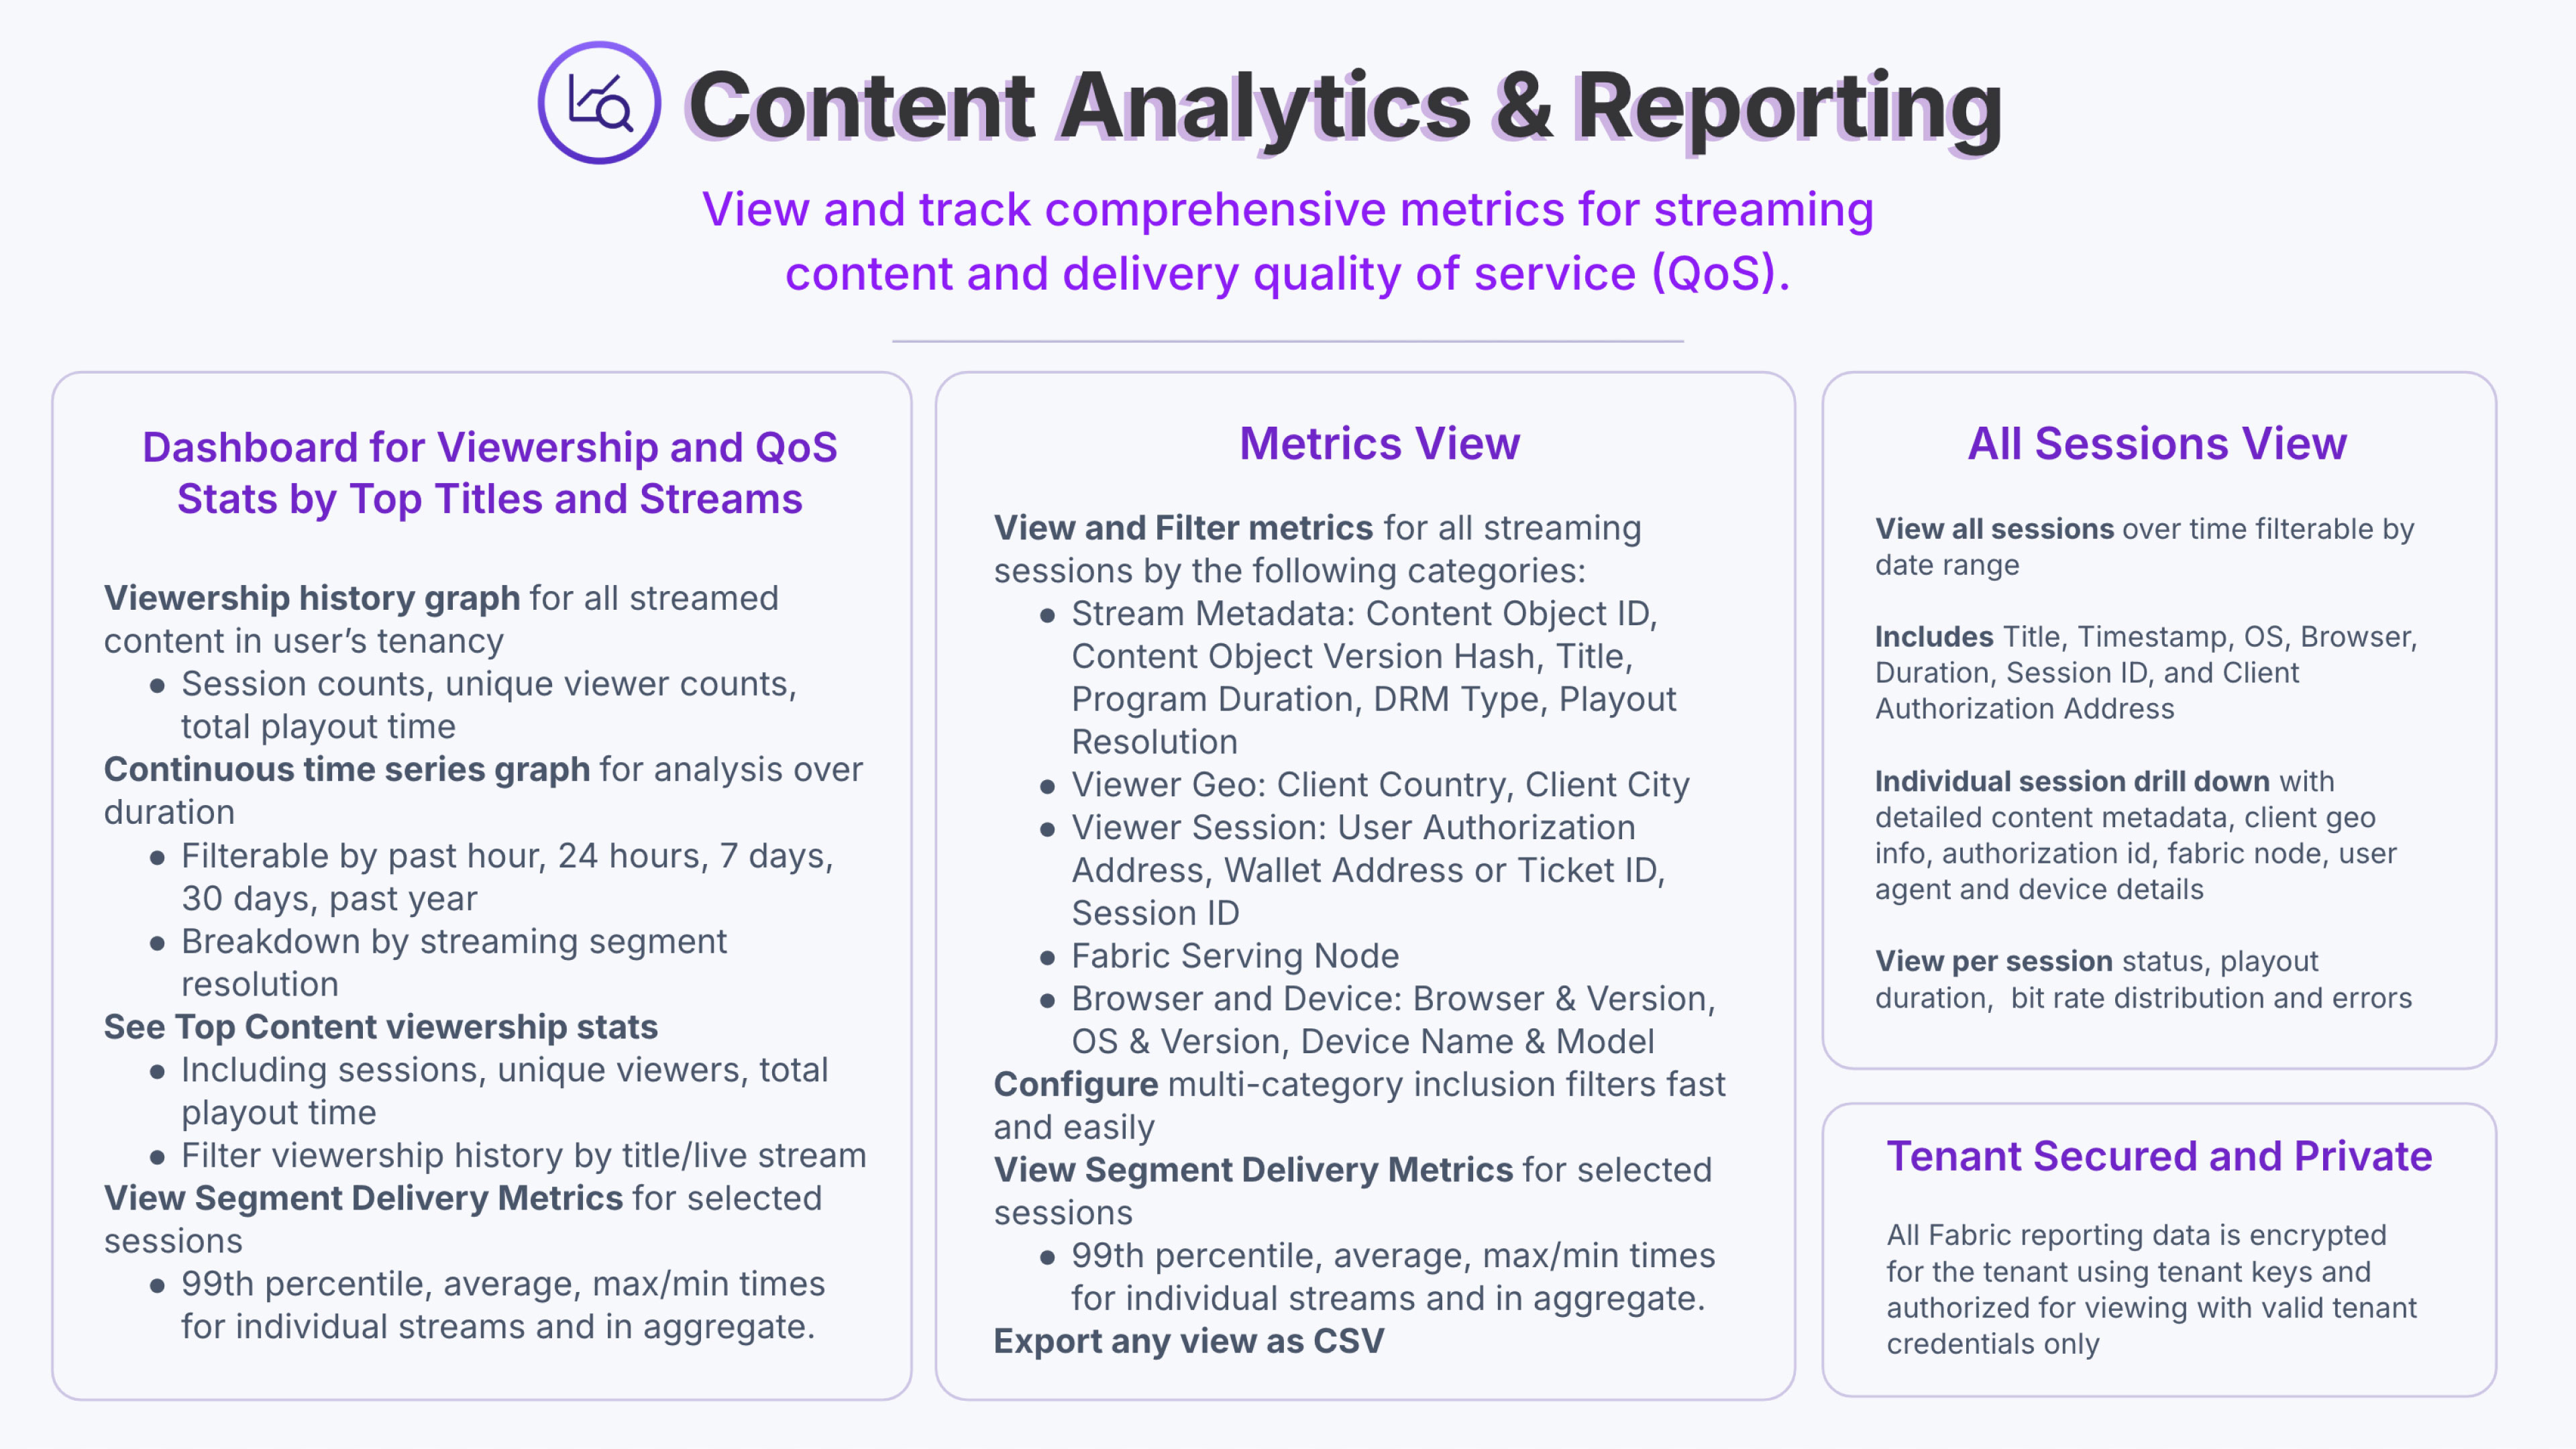 Content Analytics & Reporting
View and track comprehensive metrics for streaming
content and delivery quality of service (QoS).
Dashboard for Viewership and QoS
Stats by Top Titles and Streams
Viewership history graph for all streamed
content in user’s tenancy
● Session counts, unique viewer counts,
total playout time
Continuous time series graph for analysis over
duration
● Filterable by past hour, 24 hours, 7 days,
30 days, past year
● Breakdown by streaming segment
resolution
See Top Content viewership stats
● Including sessions, unique viewers, total
playout time
● Filter viewership history by title/live stream
View Segment Delivery Metrics for selected
sessions
● 99th percentile, average, max/min times
for individual streams and in aggregate.
Metrics View
View and Filter metrics for all streaming
sessions by the following categories:
● Stream Metadata: Content Object ID,
Content Object Version Hash, Title,
Program Duration, DRM Type, Playout
Resolution
● Viewer Geo: Client Country, Client City
● Viewer Session: User Authorization
Address, Wallet Address or Ticket ID,
Session ID
● Fabric Serving Node
● Browser and Device: Browser & Version,
OS & Version, Device Name & Model
Configure multi-category inclusion filters fast
and easily
View Segment Delivery Metrics for selected
sessions
● 99th percentile, average, max/min times
for individual streams and in aggregate.
Export any view as CSV
All Sessions View
View all sessions over time filterable by
date range
Includes Title, Timestamp, OS, Browser,
Duration, Session ID, and Client
Authorization Address
Individual session drill down with
detailed content metadata, client geo
info, authorization id, fabric node, user
agent and device details
View per session status, playout
duration,  bit rate distribution and errors
Tenant Secured and Private
All Fabric reporting data is encrypted
for the tenant using tenant keys and
authorized for viewing with valid tenant
credentials only